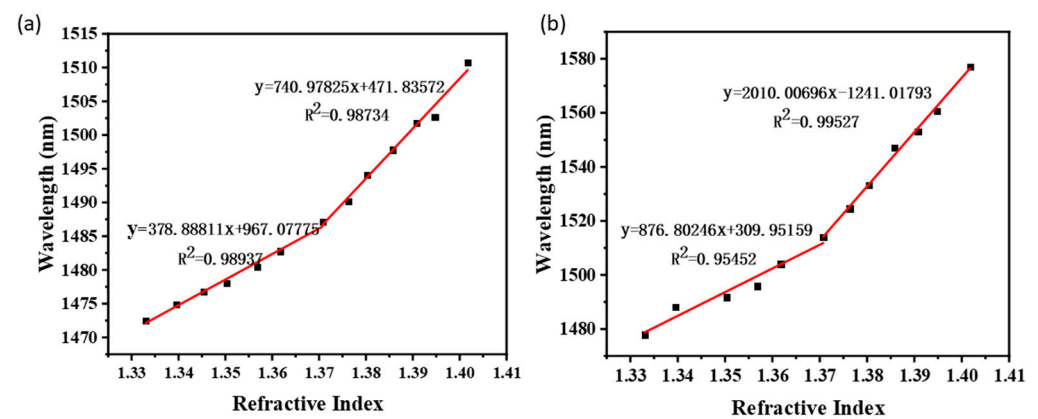 (a)
1515
1510
1505
1500
1495
1490
1485
1480
1475
1470
Wavelength (nm)
y=740.97825x+471.83572
R²=0.98734
y=378.88811x+967.07775
R²=0.98937
1.33 1.34 1.35 1.36 1.37 1.38 1.39 1.40 1.41
Refractive Index
(b)
1580
1560
1540
1520
1500
1480
Wavelength (nm)
y=2010.00696x-1241.01793
R²=0.99527
y=876.80246x+309.95159
R²=0.95452
1.33 1.34 1.35 1.36 1.37 1.38 1.39 1.40 1.41
Refractive Index